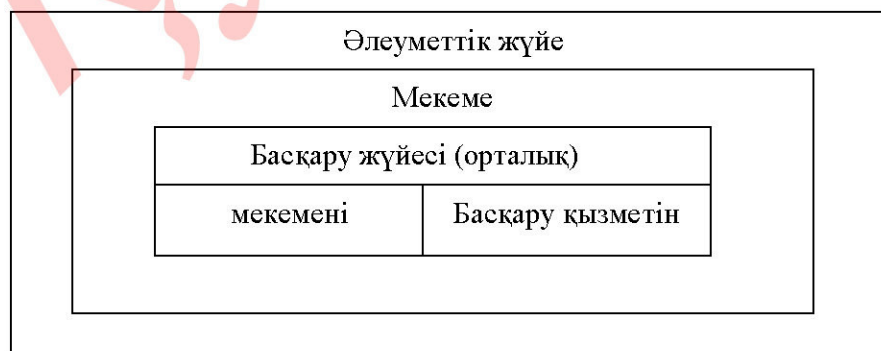 Әлеуметтік жүйе
Мекеме
Басқару жүйесі (орталық)
мекемені
Басқару қызметін